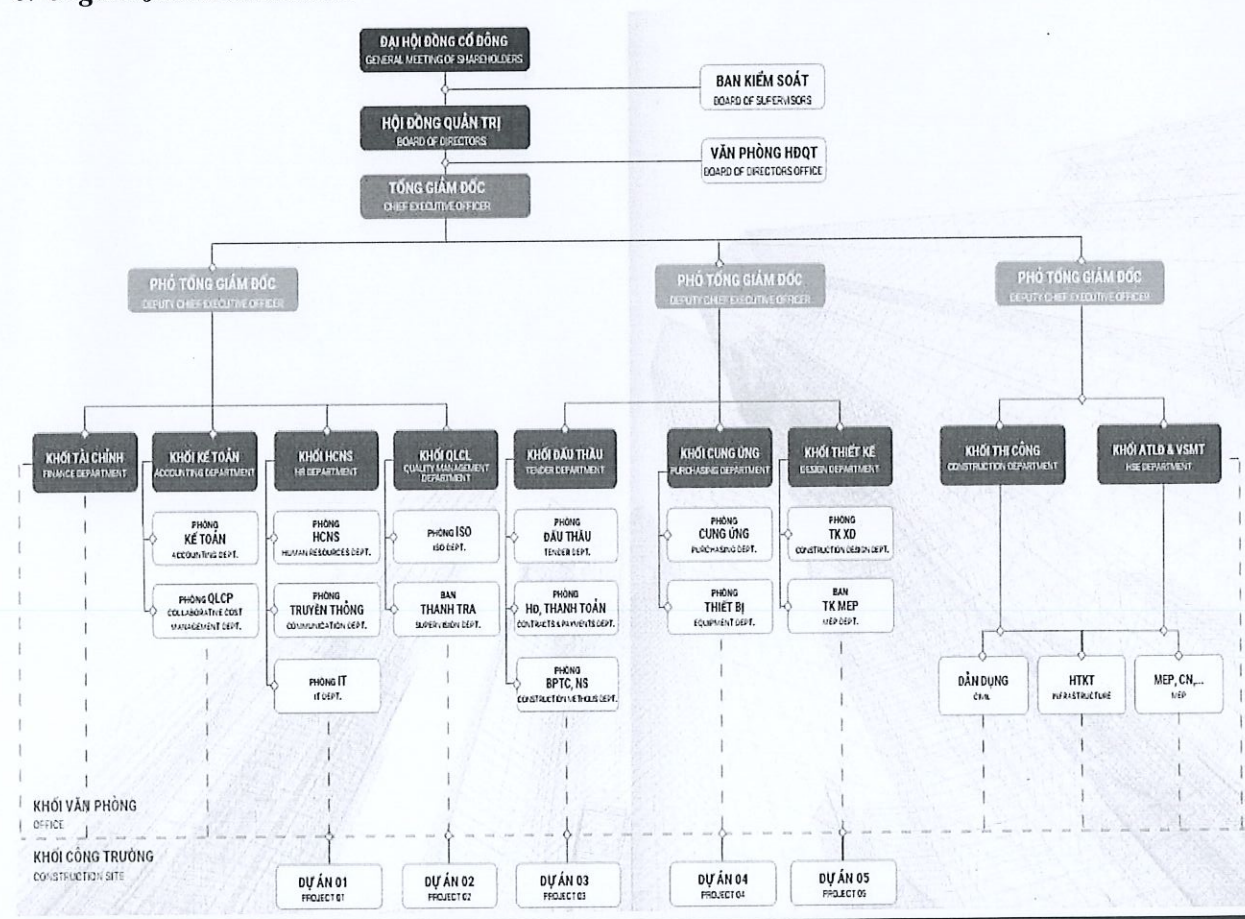 ĐẠI HỘI ĐỒNG CỔ ĐÔNG
GENERAL MEETING OF SHAREHOLDERS
BAN KIỂM SOÁT
BOARD OF SUPERVISORS
HỘI ĐỒNG QUẢN TRỊ
BOARD OF DIRECTORS
VĂN PHÒNG HĐQT
BOARD OF DIRECTORS OFFICE
TỔNG GIÁM ĐỐC
CHIEF EXECUTIVE OFFICER
PHÓ TỔNG GIÁM ĐỐC
DEPUTY CHIEF EXECUTIVE OFFICER
PHÓ TỔNG GIÁM ĐỐC
DEPUTY CHIEF EXECUTIVE OFFICER
PHÓ TỔNG GIÁM ĐỐC
DEPUTY CHIEF EXECUTIVE OFFICER
KHỐI TÀI CHÍNH
FINANCE DEPARTMENT
KHỐI KẾ TOÁN
ACCOUNTING DEPARTMENT
KHỐI HCNS
HR DEPARTMENT
KHỐI QLCL
QUALITY MANAGEMENT
DEPARTMENT
KHỐI ĐẤU THẦU
TENDER DEPARTMENT
KHỐI CUNG ỨNG
PURCHASING DEPARTMENT
KHỐI THIẾT KẾ
DESIGN DEPARTMENT
KHỐI THI CÔNG
CONSTRUCTION DEPARTMENT
KHỐI ATLĐ & VSMT
HSE DEPARTMENT
PHÒNG
KẾ TOÁN
ACCOUNTING DEPT.
PHÒNG
HCNS
HUMAN RESOURCES DEPT.
PHÒNG ISO
ISO DEPT.
PHÒNG
ĐẤU THẦU
TENDER DEPT.
PHÒNG
CUNG ỨNG
PURCHASING DEPT.
PHÒNG
TK XD
CONSTRUCTION DESIGN DEPT.
PHÒNG QLCP
COLLABORATIVE COST
MANAGEMENT DEPT.
PHÒNG
TRUYỀN THÔNG
COMMUNICATION DEPT.
BAN
THANH TRA
SUPERVISION DEPT.
PHÒNG
HĐ, THANH TOÁN
CONTRACTS & PAYMENTS DEPT.
PHÒNG
THIẾT BỊ
EQUIPMENT DEPT.
BAN
TK MEP
MEP DEPT.
PHÒNG IT
IT DEPT.
PHÒNG
BPTC, NS
CONSTRUCTION METHODS DEPT.
DÂN DỤNG
CIVIL
HTKT
INFRASTRUCTURE
MEP, CN,...
MEP
KHỐI VĂN PHÒNG
OFFICE
KHỐI CÔNG TRƯỜNG
CONSTRUCTION SITE
DỰ ÁN 01
PROJECT 01
DỰ ÁN 02
PROJECT 02
DỰ ÁN 03
PROJECT 03
DỰ ÁN 04
PROJECT 04
DỰ ÁN 05
PROJECT 05